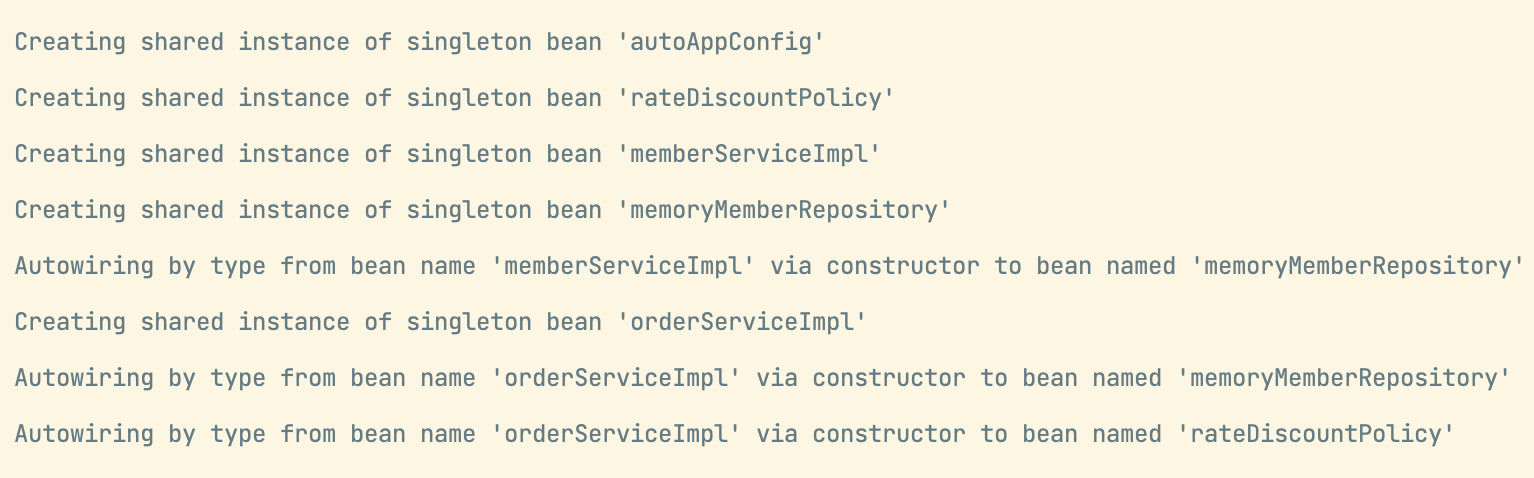 Creating shared instance of singleton bean 'autoAppConfig'
Creating shared instance of singleton bean 'rateDiscountPolicy'
Creating shared instance of singleton bean 'memberServiceImpl'
Creating shared instance of singleton bean 'memoryMemberRepository'
Autowiring by type from bean name 'memberServiceImpl' via constructor to bean named 'memoryMemberRepository'
Creating shared instance of singleton bean 'orderServiceImpl'
Autowiring by type from bean name 'orderServiceImpl' via constructor to bean named 'memoryMemberRepository'
Autowiring by type from bean name 'orderServiceImpl' via constructor to bean named 'rateDiscountPolicy'